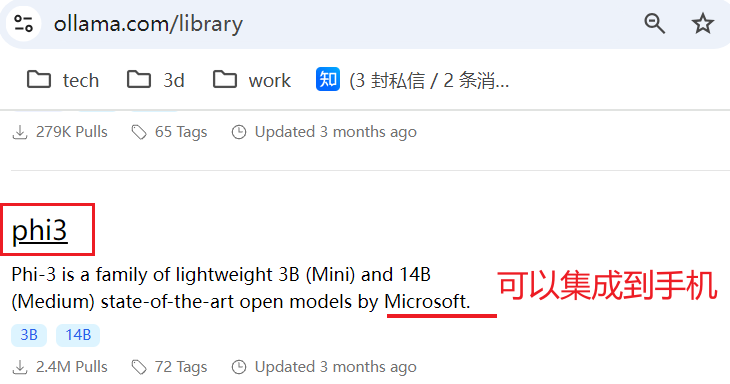 ollama.com/library
tech 3d work 知 (3 封私信 / 2 条消...
279K Pulls 65 Tags Updated 3 months ago
phi3
Phi-3 is a family of lightweight 3B (Mini) and 14B
(Medium) state-of-the-art open models by Microsoft.
可以集成到手机
3B 14B
2.4M Pulls 72 Tags Updated 3 months ago